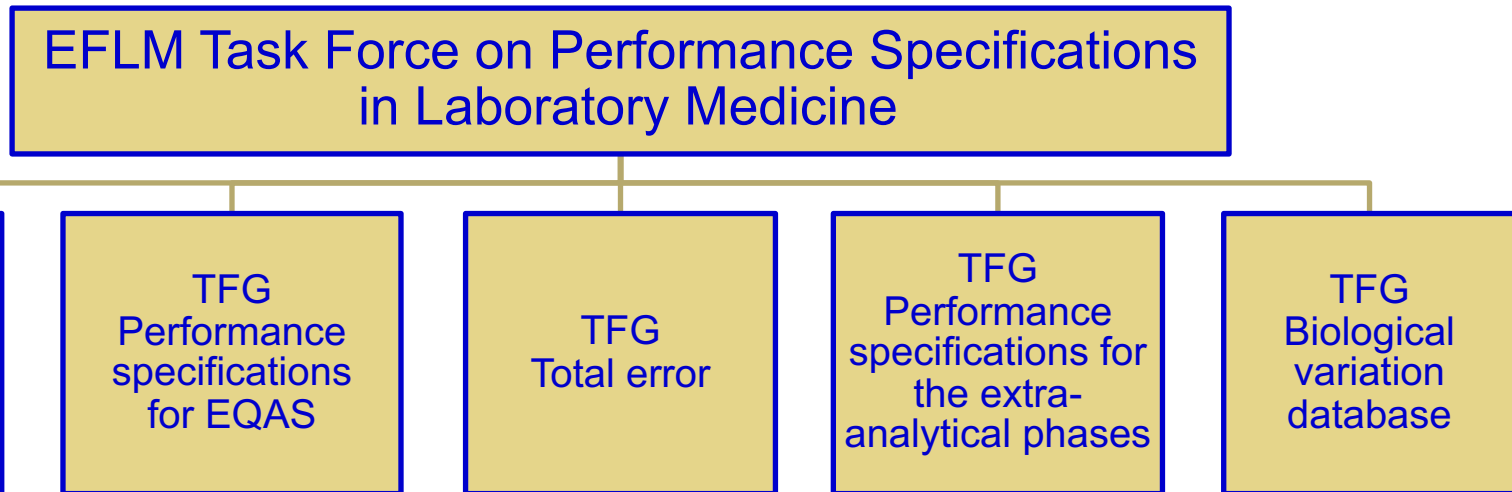 EFLM Task Force on Performance Specifications
in Laboratory Medicine
TFG
Performance
specifications
for EQAS
TFG
Total error
TFG
Performance
specifications for
the extra-
analytical phases
TFG
Biological
variation
database